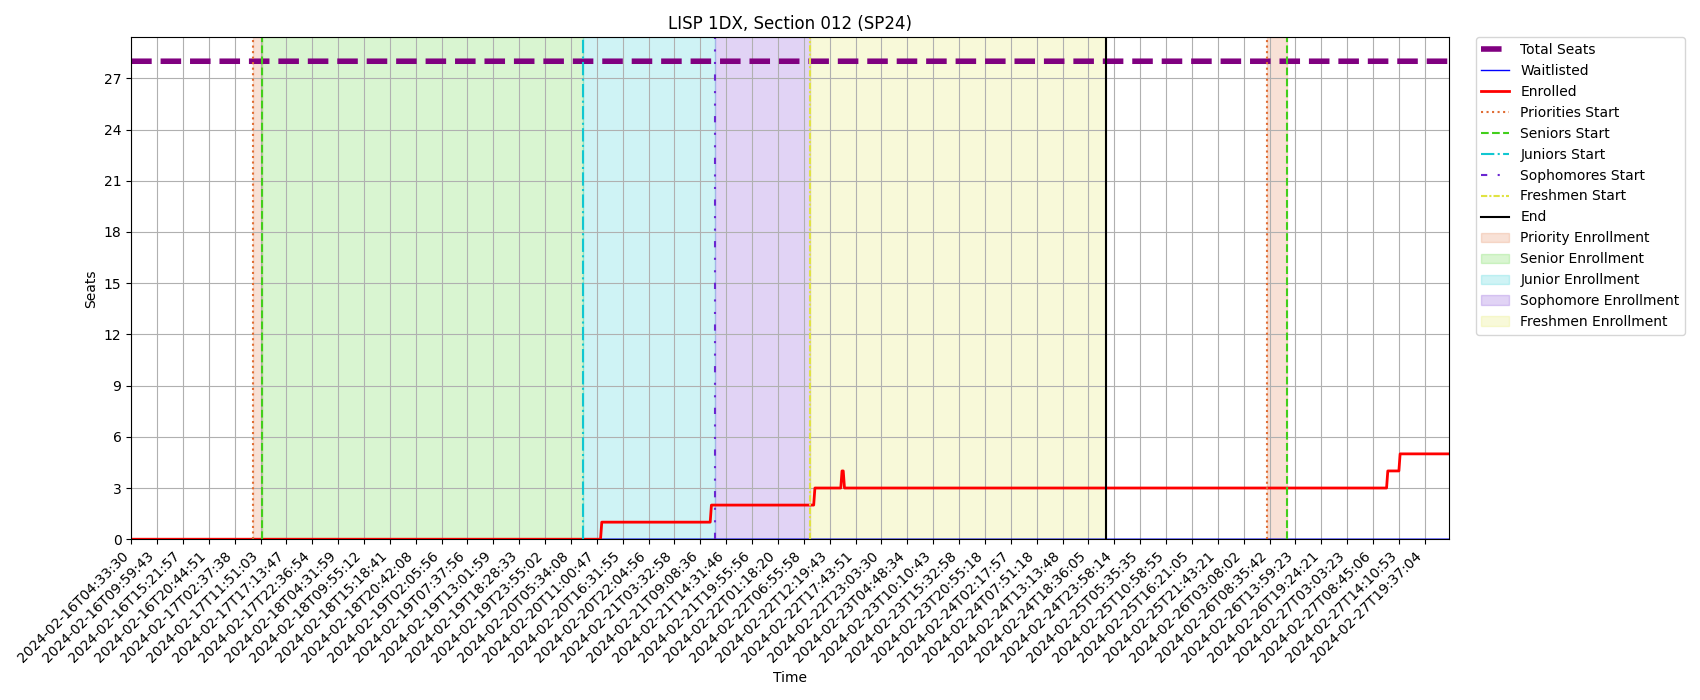 LISP 1DX, Section 012 (SP24)
Total Seats
Waitlisted
Enrolled
Priorities Start
Seniors Start
Juniors Start
Sophomores Start
Freshmen Start
End
Priority Enrollment
Senior Enrollment
Junior Enrollment
Sophomore Enrollment
Freshmen Enrollment
Seats
27
24
21
18
15
12
9
6
3
0
2024-02-16T04:33:30
2024-02-16T09:59:43
2024-02-16T15:21:57
2024-02-16T20:44:51
2024-02-17T02:37:38
2024-02-17T11:51:03
2024-02-17T17:13:47
2024-02-17T22:36:54
2024-02-18T04:31:59
2024-02-18T09:55:12
2024-02-18T15:18:41
2024-02-18T20:42:08
2024-02-19T02:05:56
2024-02-19T07:37:56
2024-02-19T13:01:59
2024-02-19T18:28:33
2024-02-19T23:55:02
2024-02-20T05:34:08
2024-02-20T11:00:47
2024-02-20T16:31:55
2024-02-20T22:04:56
2024-02-21T03:32:58
2024-02-21T09:08:36
2024-02-21T14:31:46
2024-02-21T19:55:56
2024-02-22T01:18:20
2024-02-22T06:55:58
2024-02-22T12:19:43
2024-02-22T17:43:51
2024-02-22T23:03:30
2024-02-23T04:48:34
2024-02-23T10:10:43
2024-02-23T15:32:58
2024-02-23T20:55:18
2024-02-24T02:17:57
2024-02-24T07:51:18
2024-02-24T13:13:48
2024-02-24T18:36:05
2024-02-24T23:58:14
2024-02-25T05:35:35
2024-02-25T10:58:55
2024-02-25T16:21:05
2024-02-25T21:43:21
2024-02-26T03:08:02
2024-02-26T08:35:42
2024-02-26T13:59:23
2024-02-26T19:24:21
2024-02-27T03:03:23
2024-02-27T08:45:06
2024-02-27T14:10:53
2024-02-27T19:37:04
Time